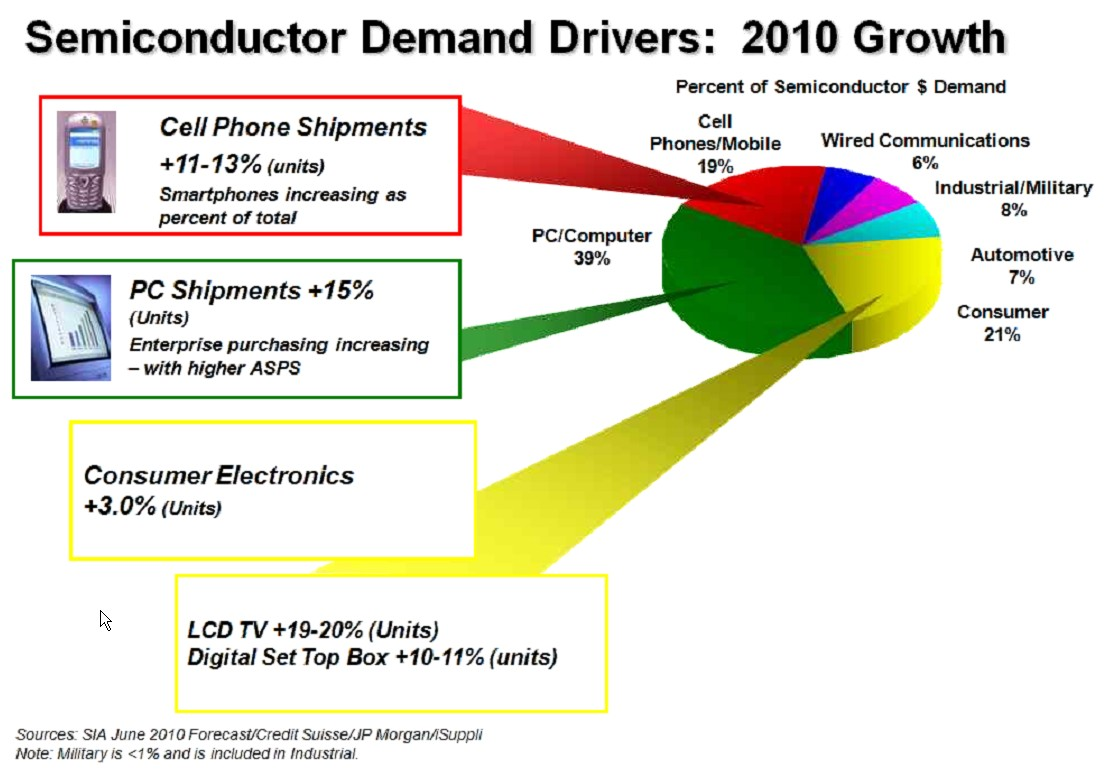 Semiconductor Demand Drivers:  2010 Growth
Percent of Semiconductor $ Demand
Cell Phone Shipments
+11-13% (units)
Smartphones increasing as
percent of total
PC Shipments +15%
(Units)
Enterprise purchasing increasing
– with higher ASPS
Consumer Electronics
+3.0% (Units)
LCD TV +19-20% (Units)
Digital Set Top Box +10-11% (units)
Cell
Phones/Mobile
19%
Wired Communications
6%
Industrial/Military
8%
Automotive
7%
Consumer
21%
PC/Computer
39%
Sources: SIA June 2010 Forecast/Credit Suisse/JP Morgan/iSuppli
Note: Military is <1% and is included in Industrial.